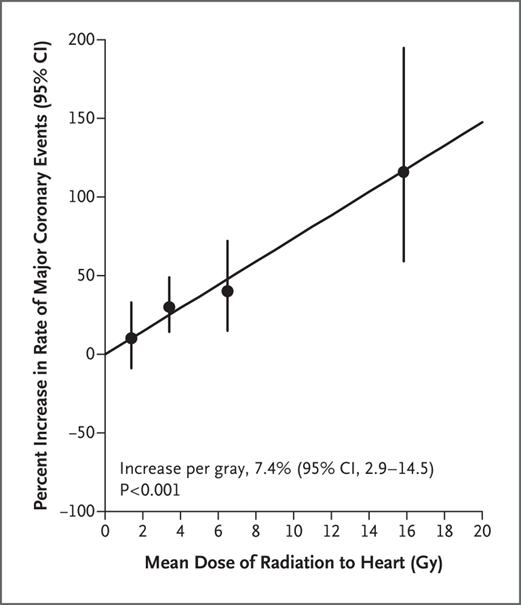 Percent Increase in Rate of Major Coronary Events (95% CI)
200
150
100
50
0
−50
−100
Increase per gray, 7.4% (95% CI, 2.9–14.5)
P<0.001
0 2 4 6 8 10 12 14 16 18 20
Mean Dose of Radiation to Heart (Gy)